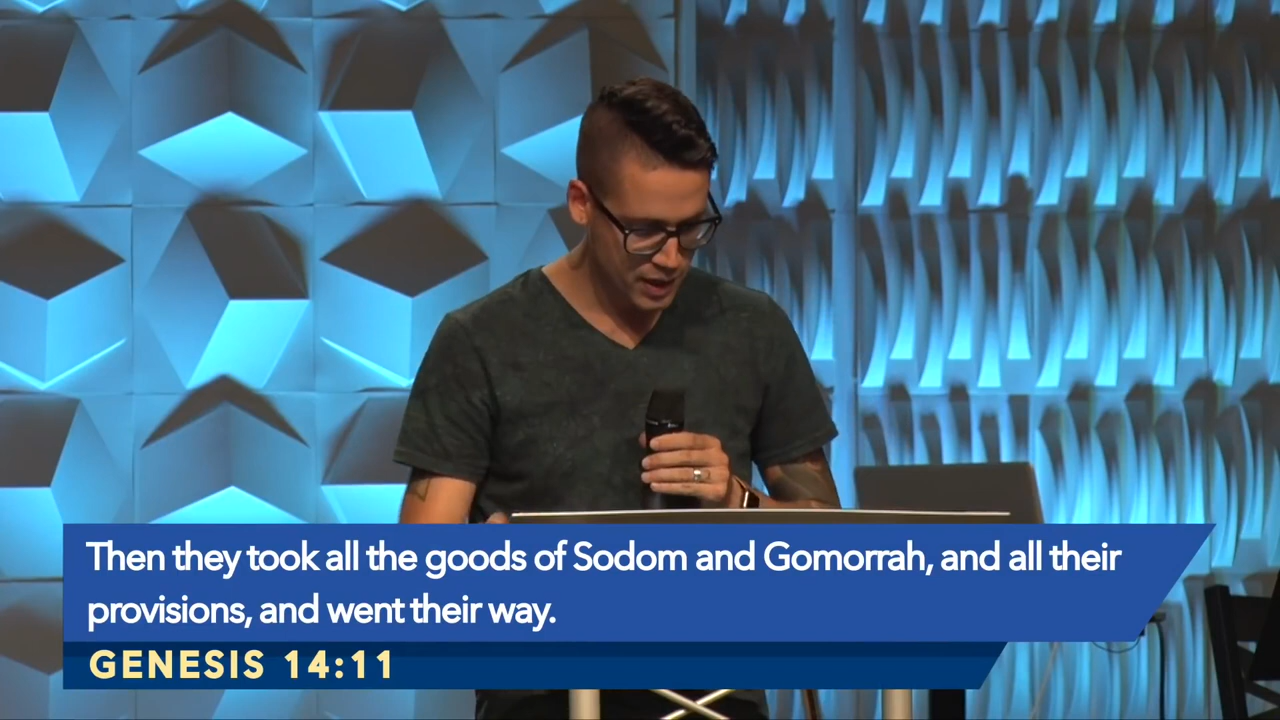 Then they took all the goods of Sodom and Gomorrah, and all their
provisions, and went their way.
GENESIS 14:11